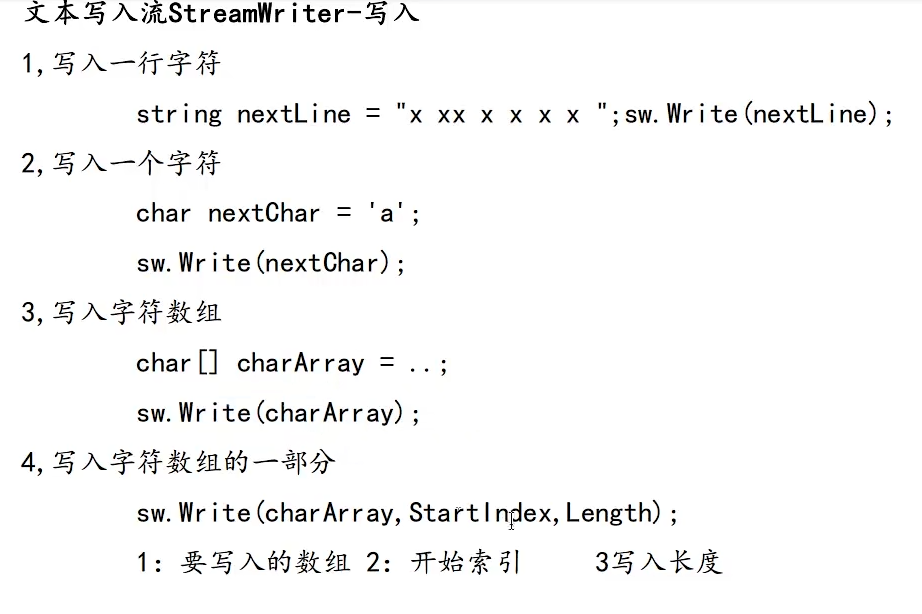 文本写入流StreamWriter-写入
1,写入一行字符
string nextLine = "x xx x x x x ";sw.Write(nextLine);
2,写入一个字符
char nextChar = 'a';
sw.Write(nextChar);
3,写入字符数组
char[] charArray = ..;
sw.Write(charArray);
4,写入字符数组的一部分
sw.Write(charArray,StartIndex,Length);
1: 要写入的数组 2: 开始索引 3写入长度